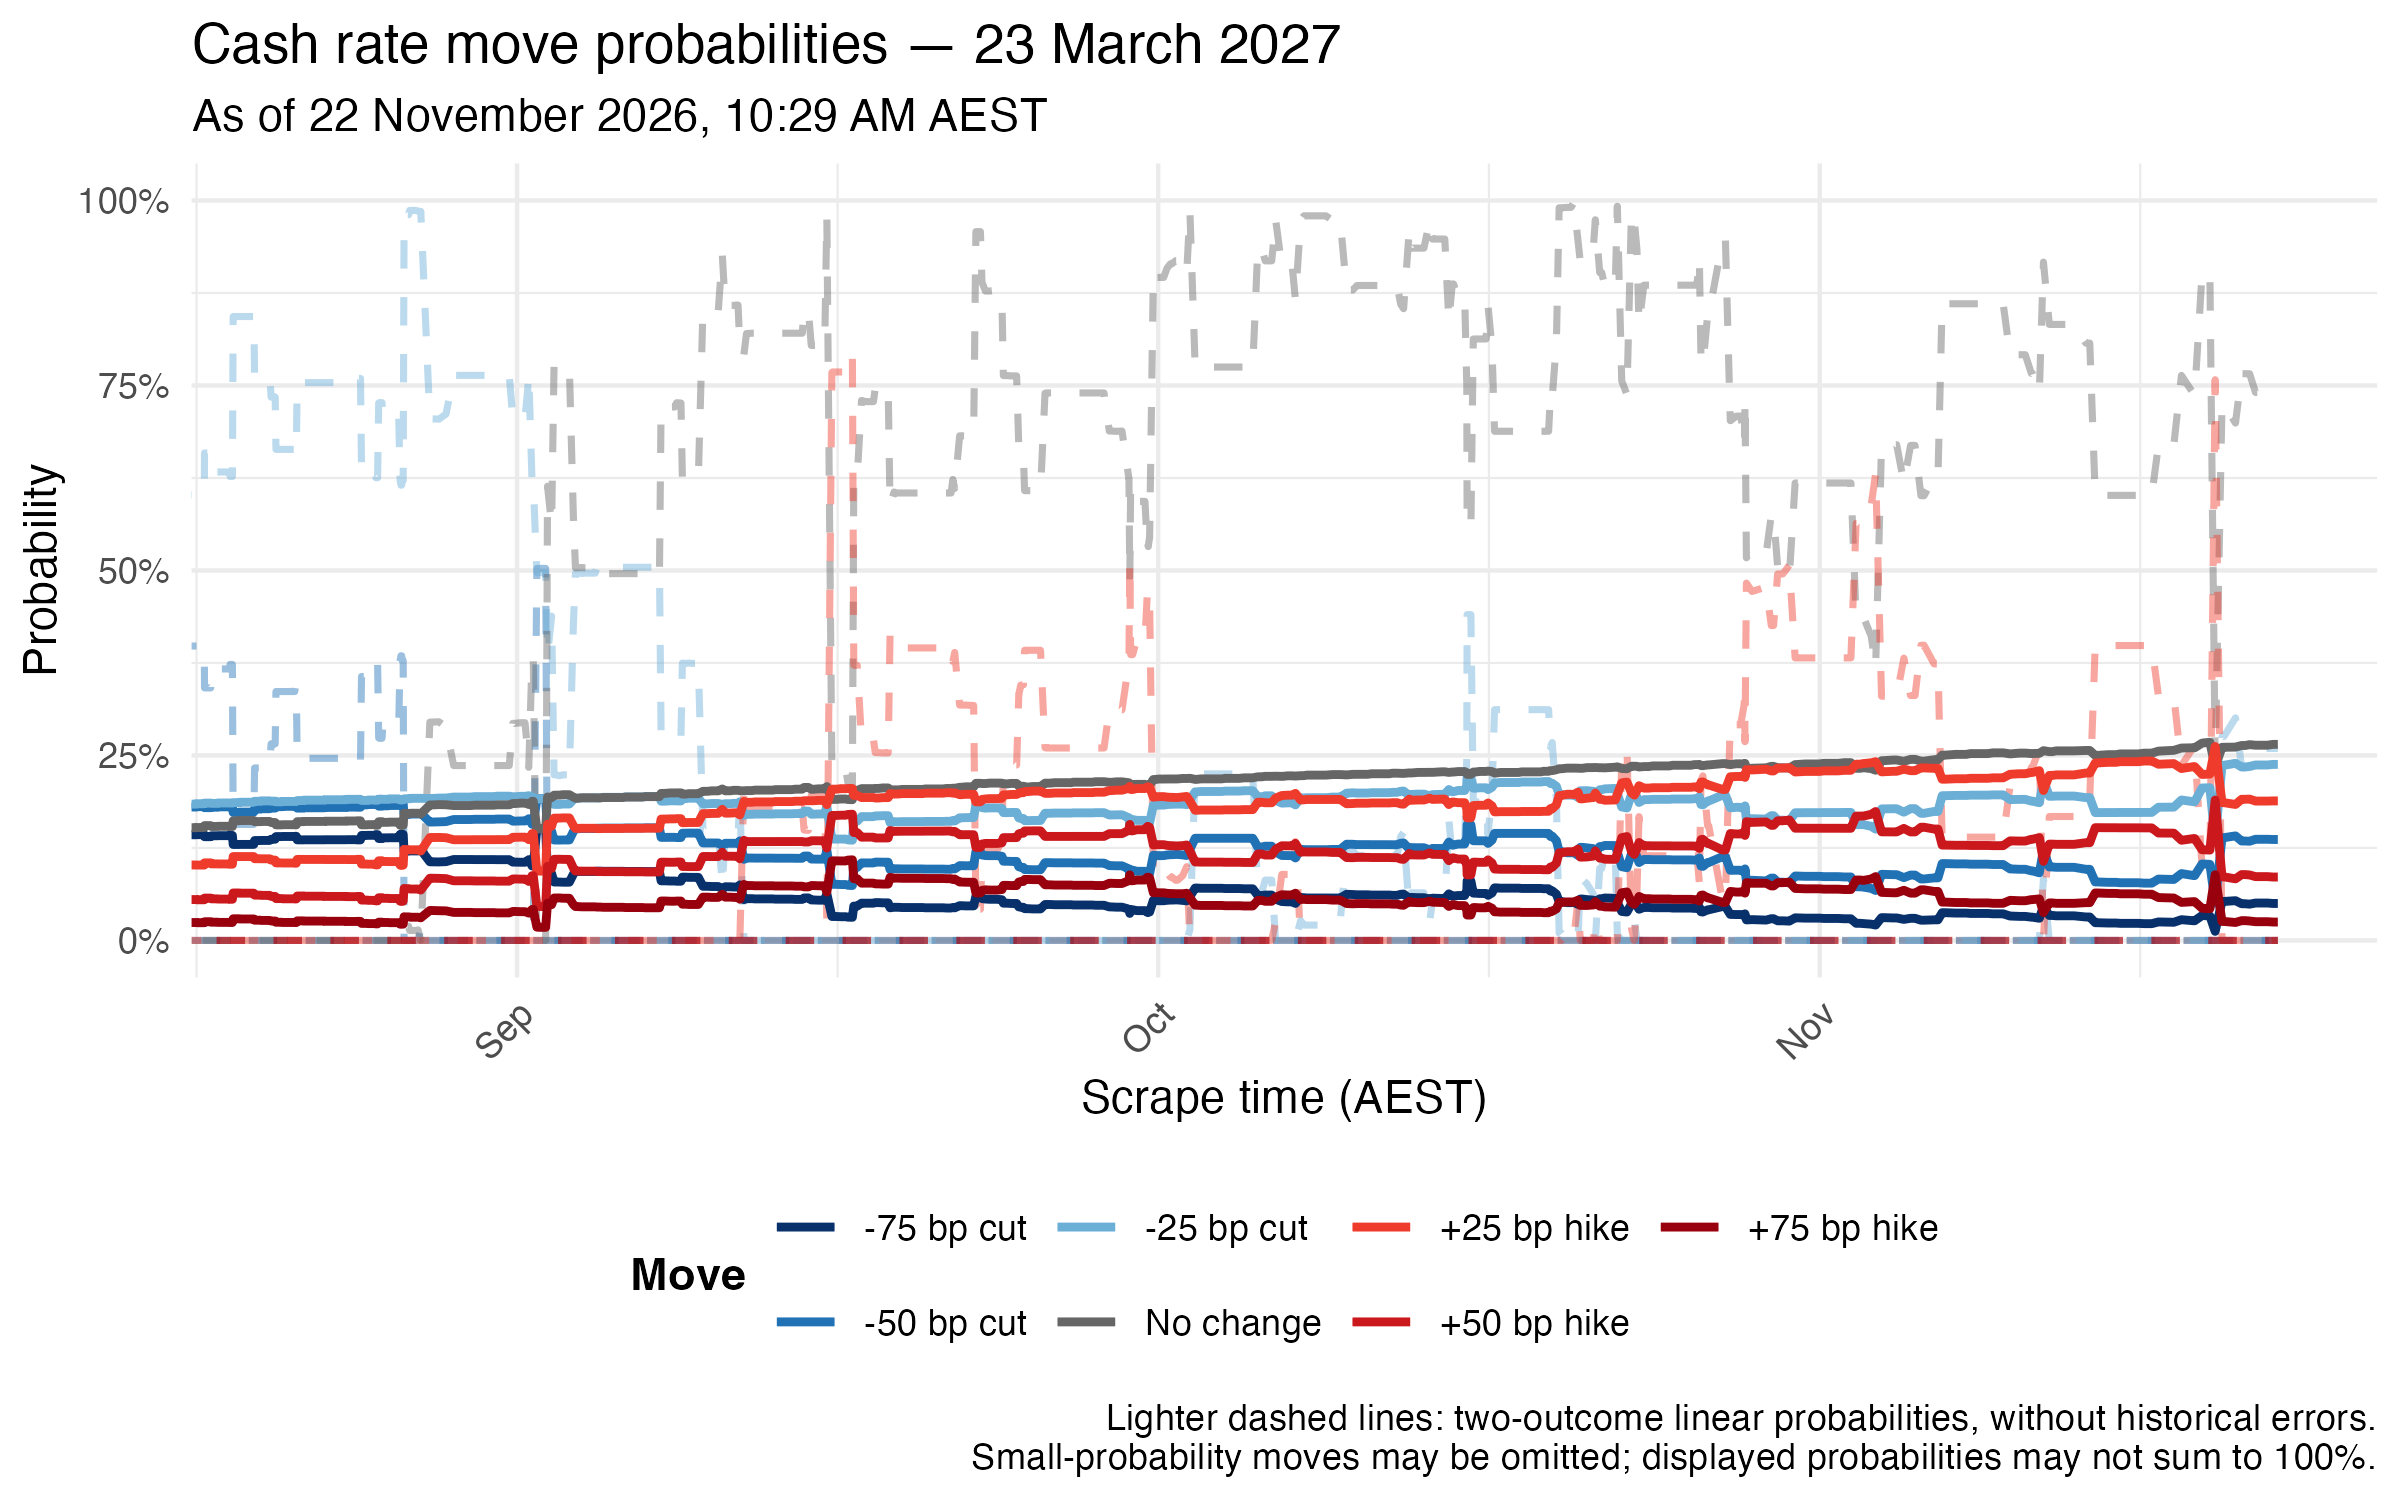 Cash rate move probabilities — 23 March 2027
As of 22 November 2026, 10:29 AM AEST
Probability
100%
75%
50%
25%
0%
Sep
Oct
Nov
Scrape time (AEST)
Move
-75 bp cut
-25 bp cut
+25 bp hike
+75 bp hike
-50 bp cut
No change
+50 bp hike
Lighter dashed lines: two-outcome linear probabilities, without historical errors.
Small-probability moves may be omitted; displayed probabilities may not sum to 100%.